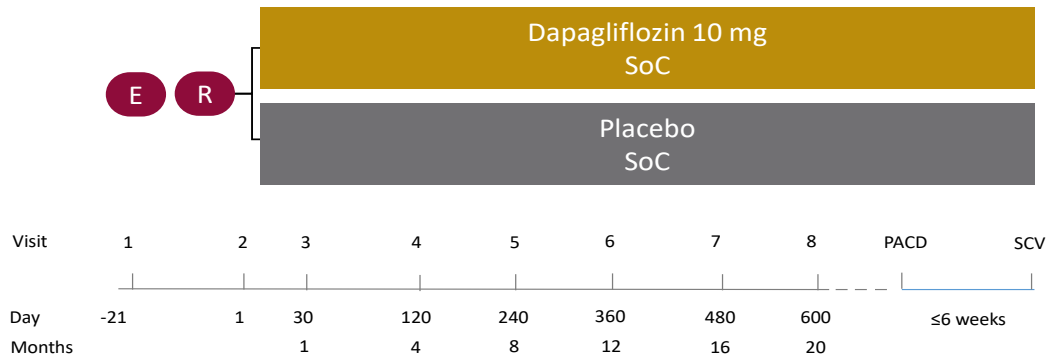 Dapagliflozin 10 mg
SoC
E R
Placebo
SoC
Visit 1 2 3 4 5 6 7 8 PACD SCV
Day -21 1 30 120 240 360 480 600 ≤6 weeks
Months 1 4 8 12 16 20